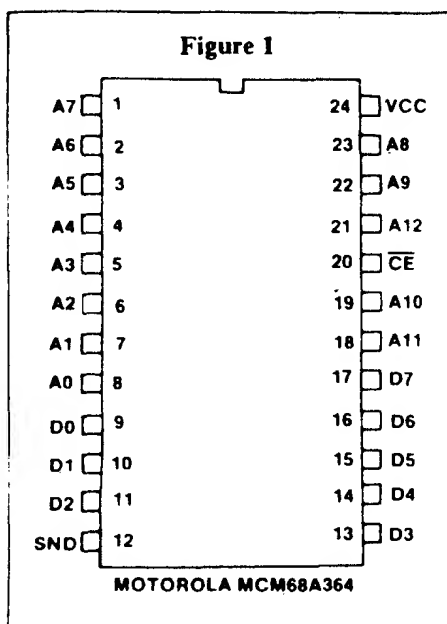 Figure 1
A7 1 24 VCC
A6 2 23 A8
A5 3 22 A9
A4 4 21 A12
A3 5 20 CE
A2 6 19 A10
A1 7 18 A11
A0 8 17 D7
D0 9 16 D6
D1 10 15 D5
D2 11 14 D4
SND 12 13 D3
MOTOROLA MCM68A364